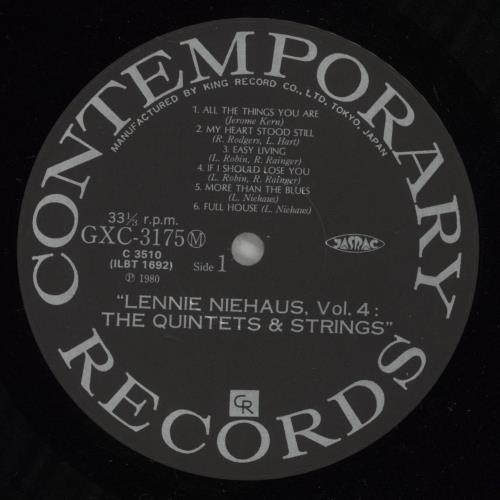 CONTEMPORARY
MANUFACTURED BY KING RECORD CO., LTD, TOKYO, JAPAN
1. ALL THE THINGS YOU ARE
(Jerome Kern)
2. MY HEART STOOD STILL
(R. Rodgers, L. Hart)
3. EASY LIVING
(L. Robin, R. Rainger)
4. IF I SHOULD LOSE YOU
(L. Robin, R. Rainger)
5. MORE THAN THE BLUES
(L. Niehaus)
6. FULL HOUSE (L. Niehaus)
33⅓ r.p.m.
GXC-3175 Ⓜ
C 3510
(ILBT 1692)
Ⓟ 1980
Side 1
JASRAC
"LENNIE NIEHAUS, Vol. 4:
THE QUINTETS & STRINGS"
CR
RECORDS